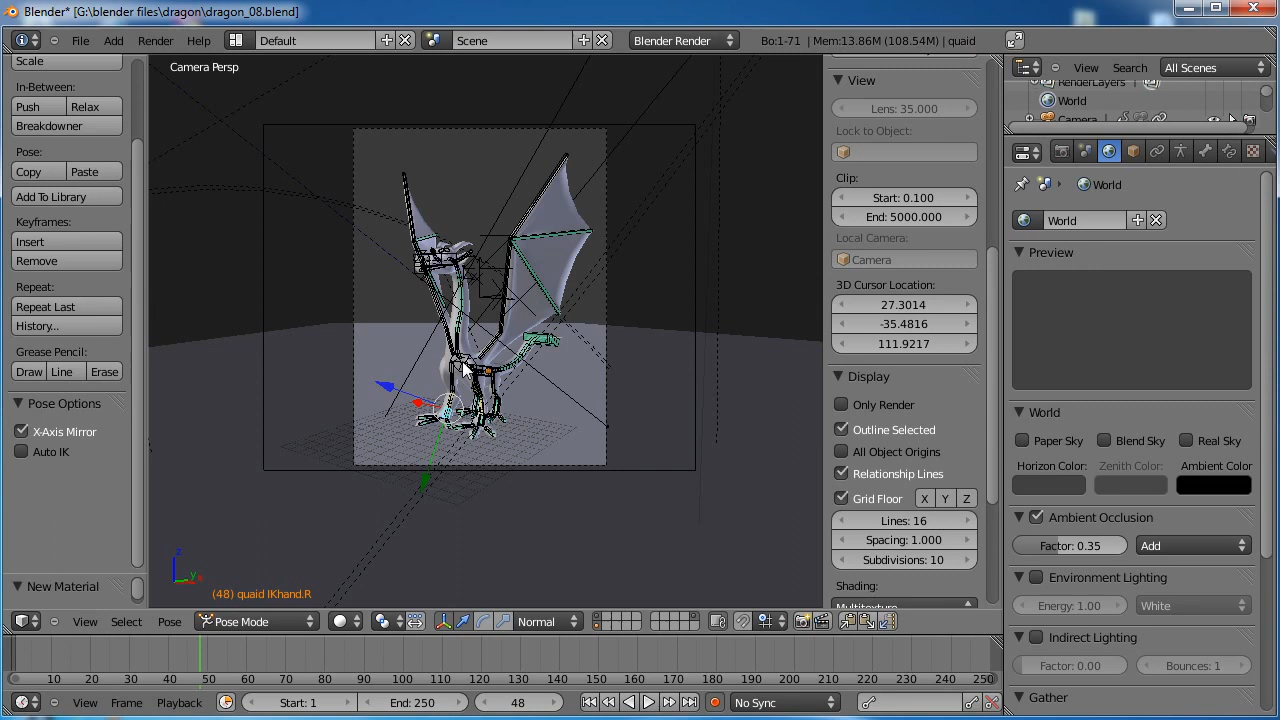 Blender* [G:\blender files\dragon\dragon_08.blend]
File Add Render Help Default Scene Blender Render Bo:1-71 | Mem:13.86M (108.54M) | quaid
View Search All Scenes
RenderLayers
World
Camera
Scale
In-Between:
Push Relax
Breakdowner
Pose:
Copy Paste
Add To Library
Keyframes:
Insert
Remove
Repeat:
Repeat Last
History...
Grease Pencil:
Draw Line Erase
Pose Options
X-Axis Mirror
Auto IK
New Material
Camera Persp
z
y
x
(48) quaid IKhand.R
View
Lens: 35.000
Lock to Object:
Clip:
Start: 0.100
End: 5000.000
Local Camera:
Camera
3D Cursor Location:
27.3014
-35.4816
111.9217
Display
Only Render
Outline Selected
All Object Origins
Relationship Lines
Grid Floor X Y Z
Lines: 16
Spacing: 1.000
Subdivisions: 10
Shading:
Multitexture
World
World
Preview
World
Paper Sky Blend Sky Real Sky
Horizon Color: Zenith Color: Ambient Color
Ambient Occlusion
Factor: 0.35 Add
Environment Lighting
Energy: 1.00 White
Indirect Lighting
Factor: 0.00 Bounces: 1
Gather
View Select Pose Pose Mode Normal
10 20 30 40 50 60 70 80 90 100 110 120 130 140 150 160 170 180 190 200 210 220 230 240 250
View Frame Playback Start: 1 End: 250 48 No Sync